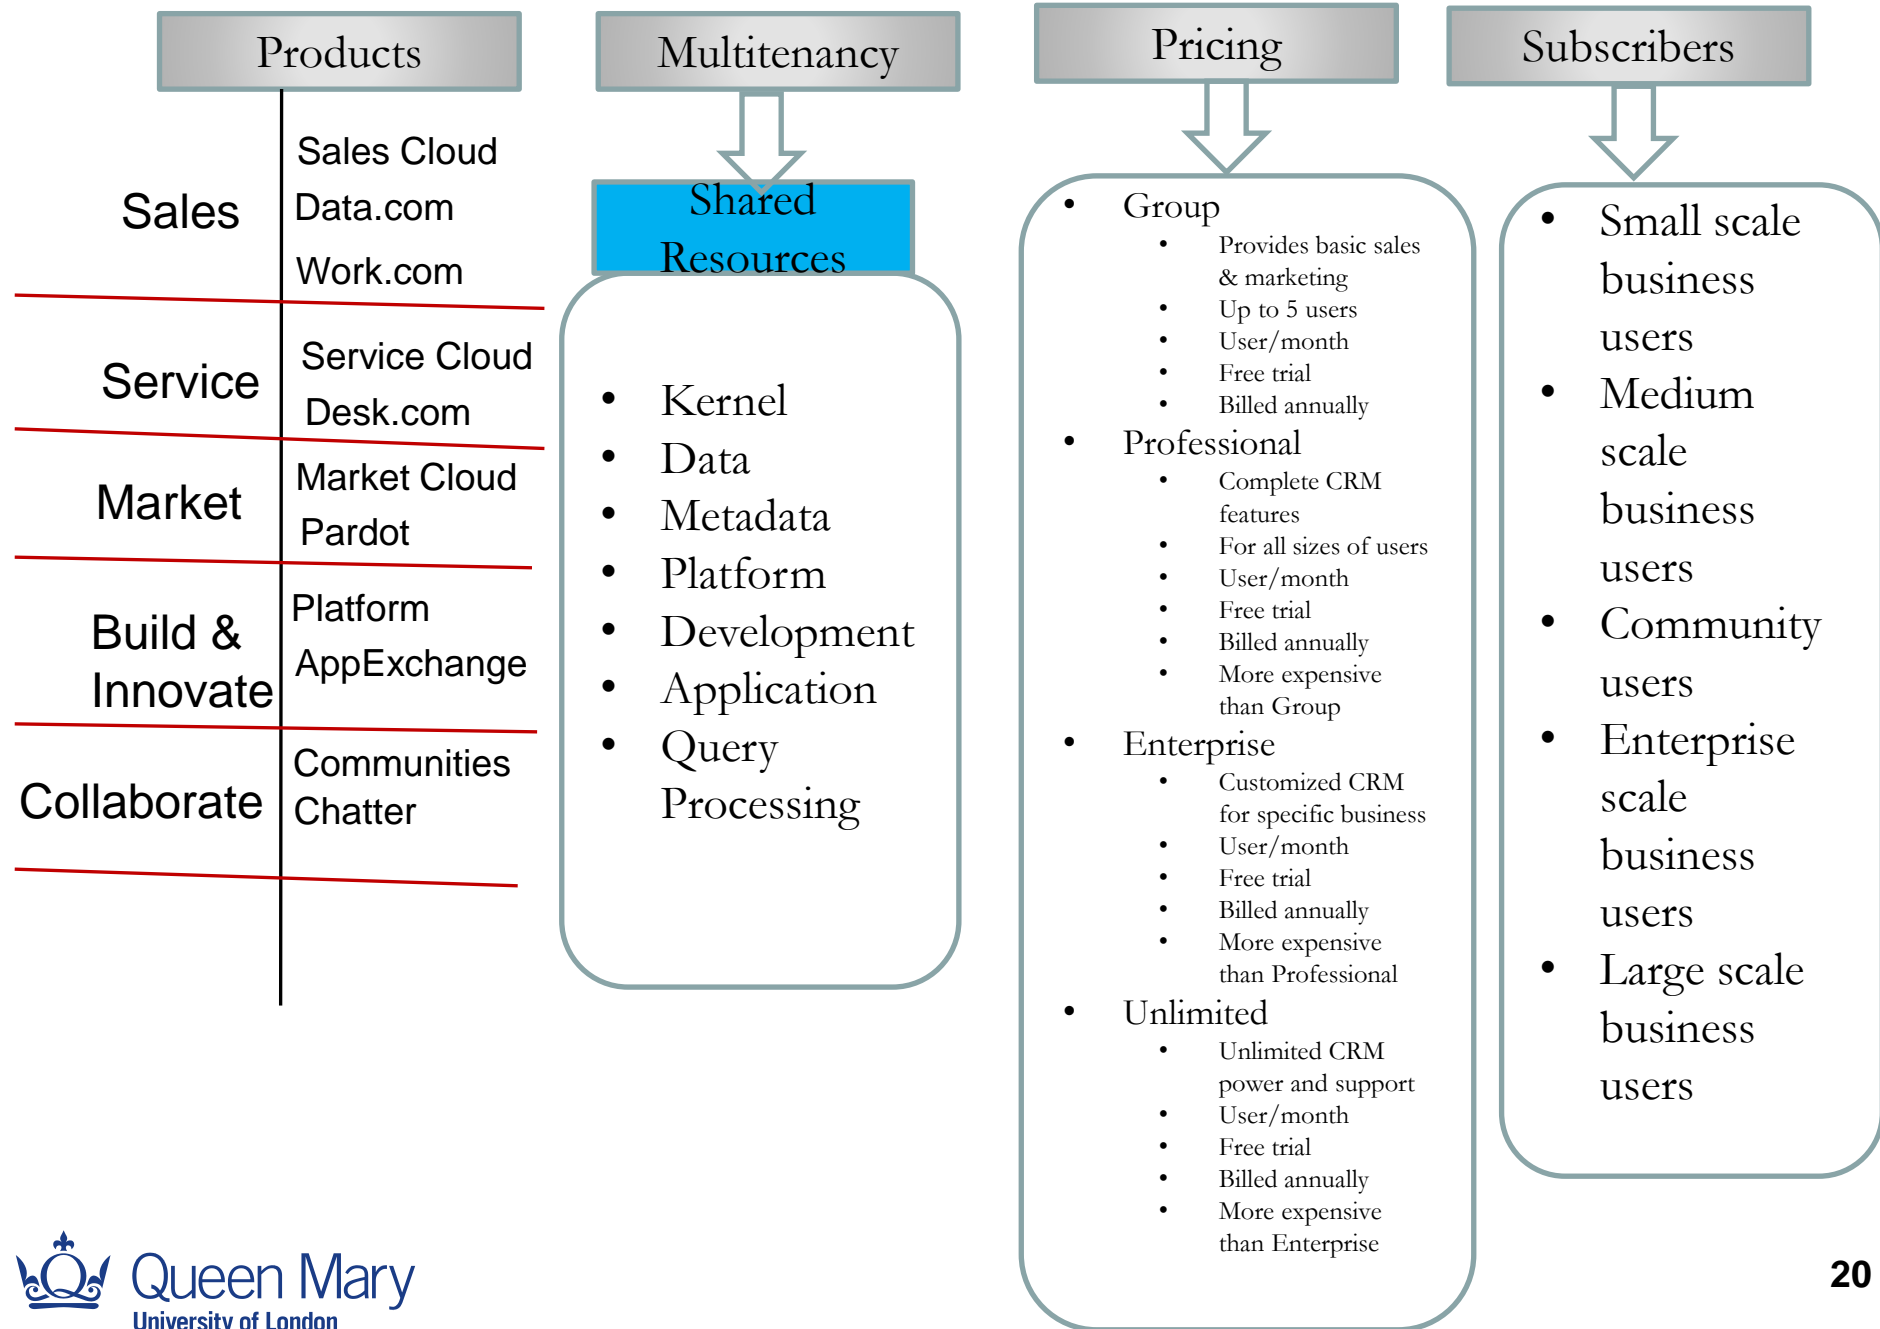 Products
Sales
Sales Cloud
Data.com
Work.com
Service
Service Cloud
Desk.com
Market
Market Cloud
Pardot
Build &
Innovate
Platform
AppExchange
Collaborate
Communities
Chatter
Multitenancy
Shared
Resources
• Kernel
• Data
• Metadata
• Platform
• Development
• Application
• Query
Processing
Pricing
• Group
• Provides basic sales
& marketing
• Up to 5 users
• User/month
• Free trial
• Billed annually
• Professional
• Complete CRM
features
• For all sizes of users
• User/month
• Free trial
• Billed annually
• More expensive
than Group
• Enterprise
• Customized CRM
for specific business
• User/month
• Free trial
• Billed annually
• More expensive
than Professional
• Unlimited
• Unlimited CRM
power and support
• User/month
• Free trial
• Billed annually
• More expensive
than Enterprise
Subscribers
• Small scale
business
users
• Medium
scale
business
users
• Community
users
• Enterprise
scale
business
users
• Large scale
business
users
Queen Mary
University of London
20